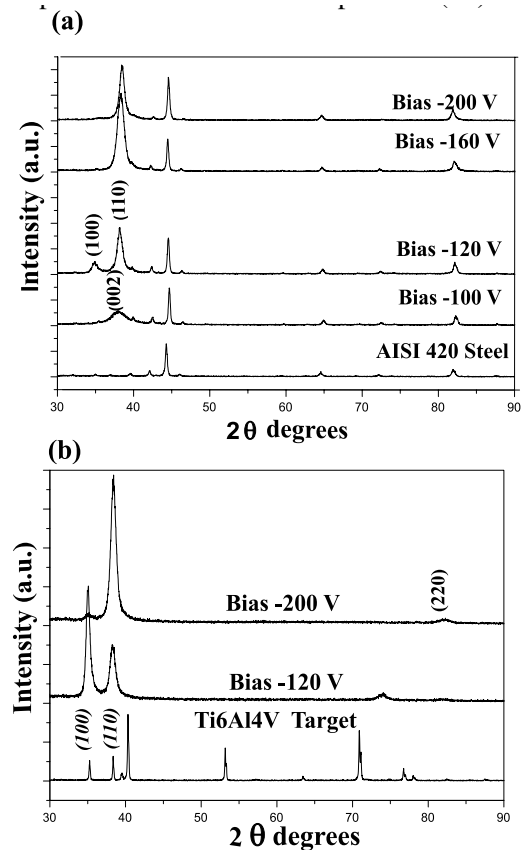 (a)
Bias -200 V
Bias -160 V
(100)
(110)
Bias -120 V
(002)
Bias -100 V
AISI 420 Steel
Intensity (a.u.)
30 40 50 60 70 80 90
2θ degrees
(b)
Bias -200 V
(220)
Bias -120 V
Ti6Al4V Target
(100)
(110)
Intensity (a.u.)
30 40 50 60 70 80 90
2 θ degrees